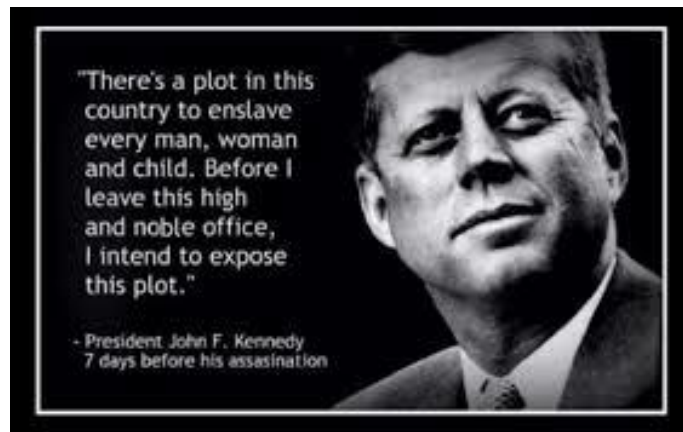 "There's a plot in this
country to enslave
every man, woman
and child. Before I
leave this high
and noble office,
I intend to expose
this plot."
- President John F. Kennedy
7 days before his assasination